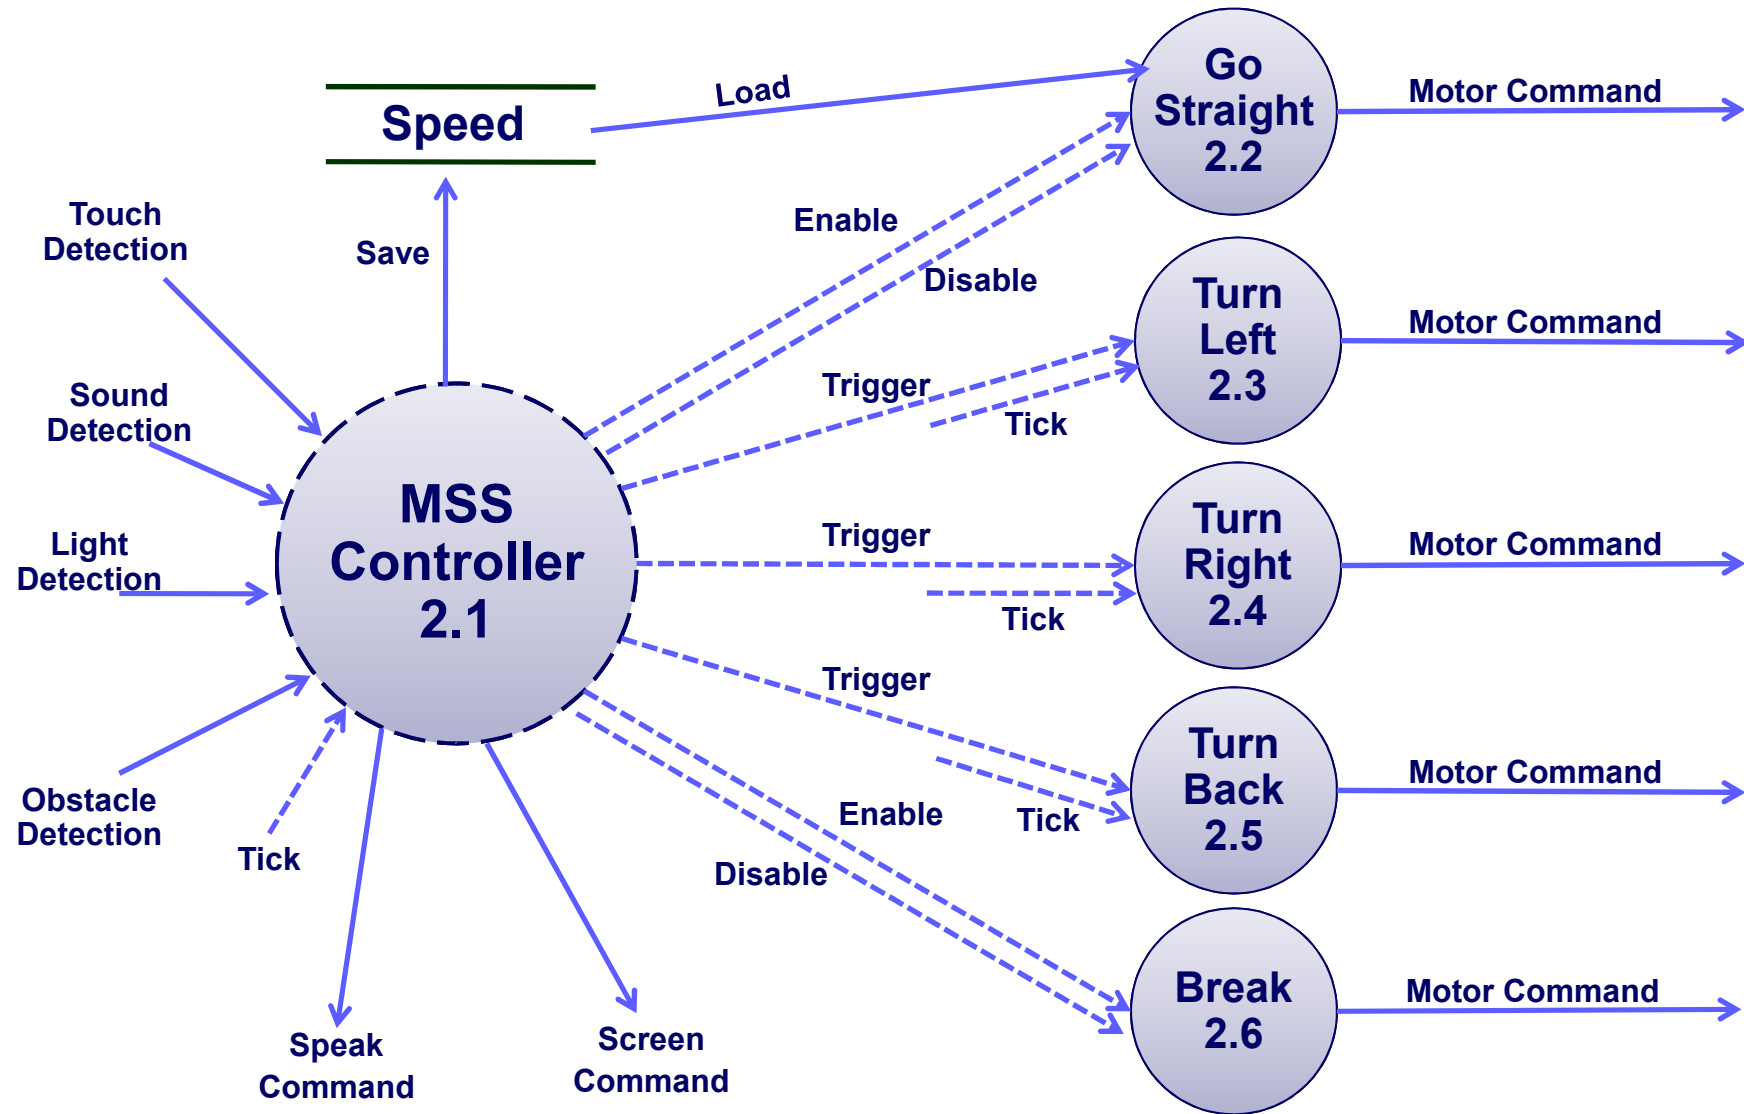 Go
Straight
2.2
Motor Command
Load
Speed
Touch
Detection
Save
Enable
Disable
Turn
Left
2.3
Motor Command
Trigger
Tick
Sound
Detection
MSS
Controller
2.1
Light
Detection
Trigger
Tick
Turn
Right
2.4
Motor Command
Trigger
Tick
Turn
Back
2.5
Motor Command
Obstacle
Detection
Tick
Enable
Disable
Break
2.6
Motor Command
Speak
Command
Screen
Command